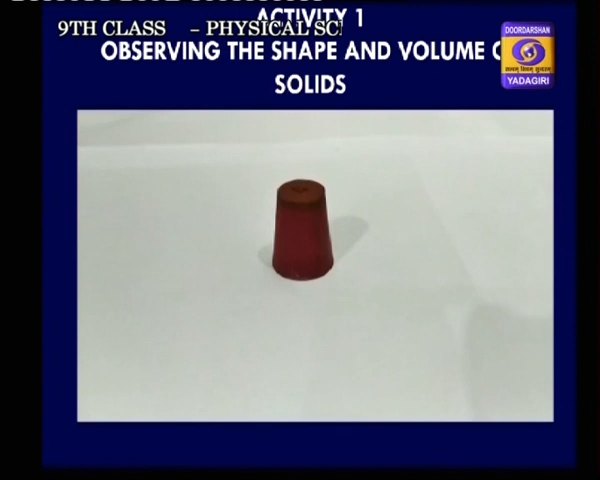 ACTIVITY 1
9TH CLASS – PHYSICAL SC
OBSERVING THE SHAPE AND VOLUME
SOLIDS
DOORDARSHAN
YADAGIRI